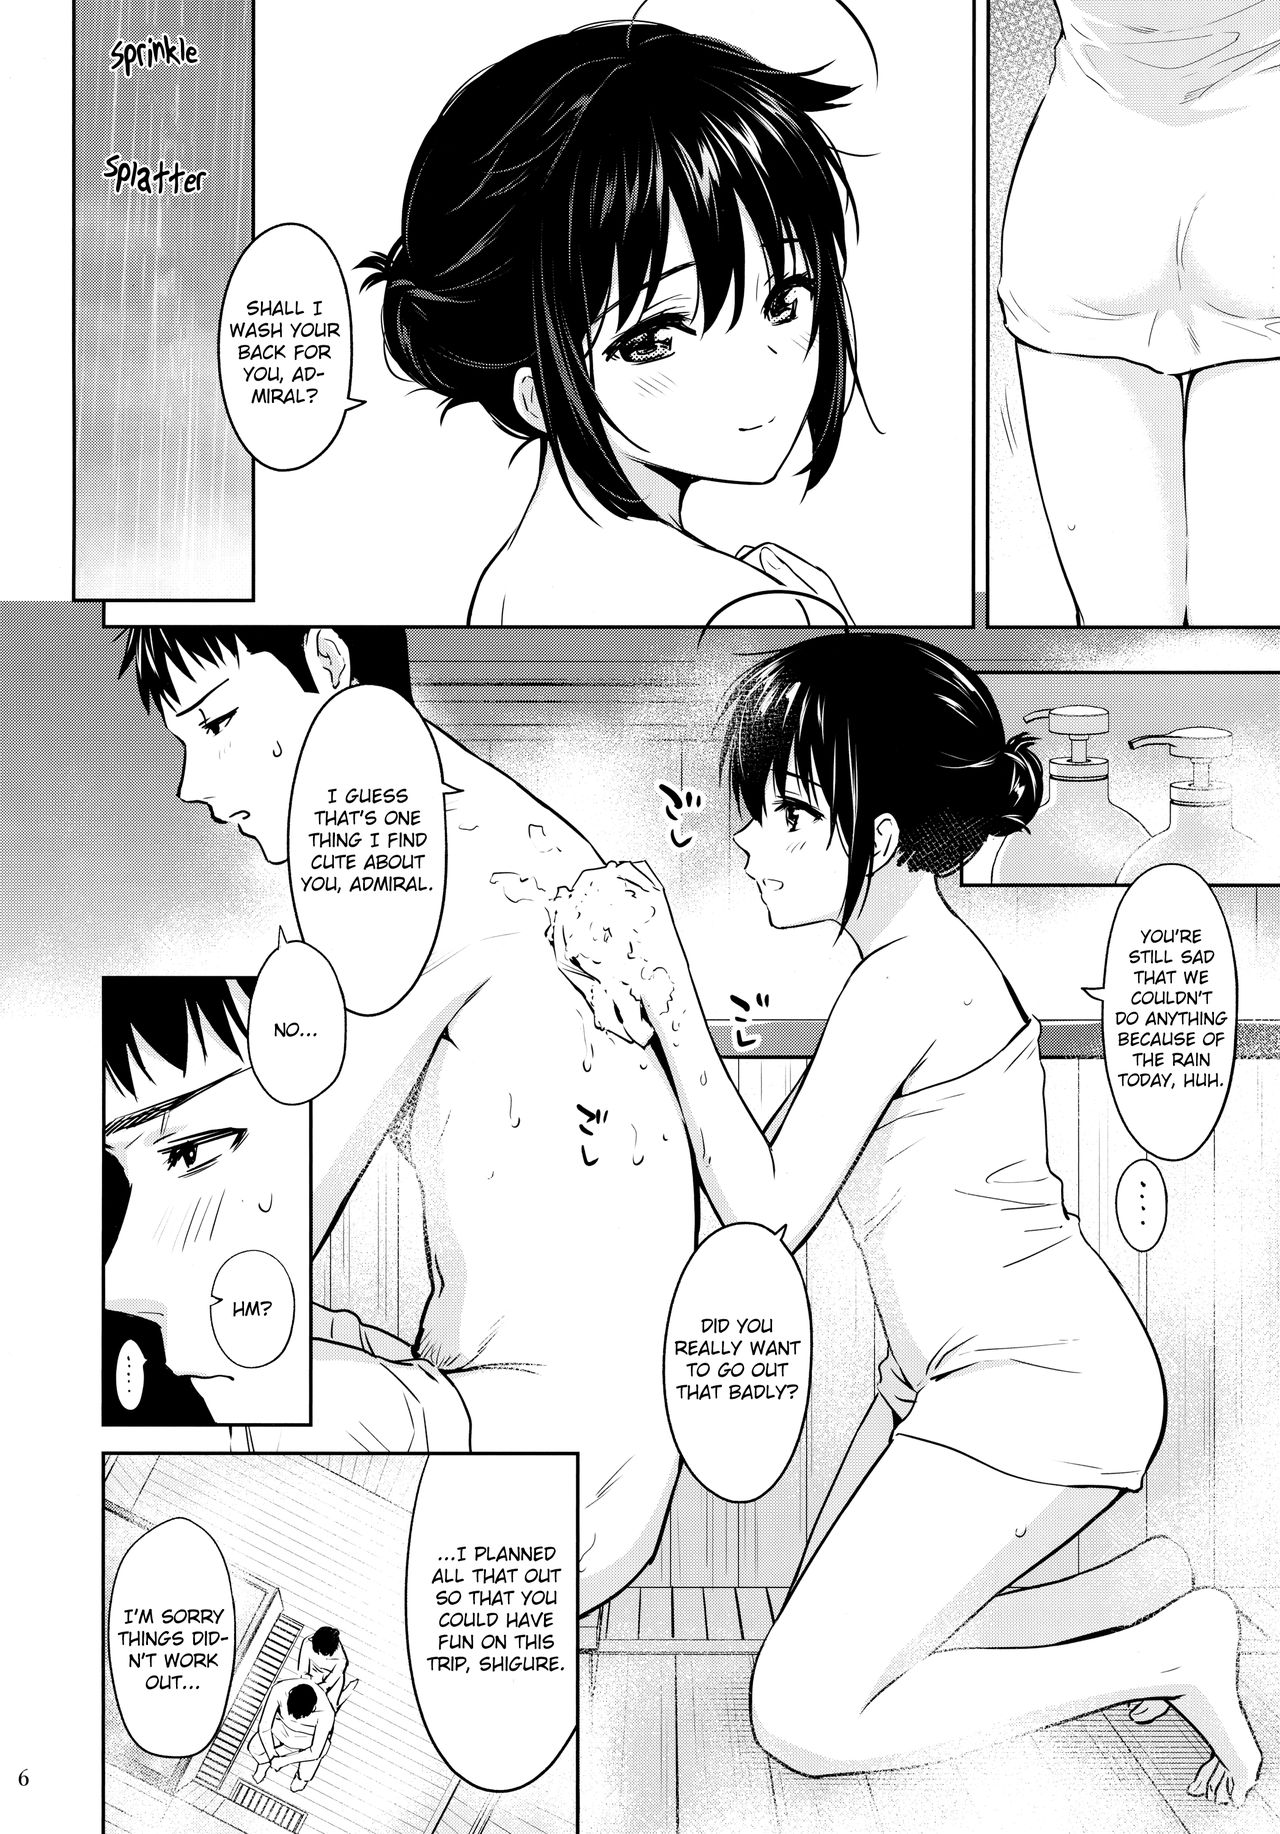 Sprinkle
Splatter
SHALL I
WASH YOUR
BACK FOR
YOU, AD-
MIRAL?
YOU'RE
STILL SAD
THAT WE
COULDN'T
DO ANYTHING
BECAUSE OF
THE RAIN
TODAY, HUH.
....
DID YOU
REALLY WANT
TO GO OUT
THAT BADLY?
I GUESS
THAT'S ONE
THING I FIND
CUTE ABOUT
YOU, ADMIRAL.
NO...
HM?
....
...I PLANNED
ALL THAT OUT
SO THAT YOU
COULD HAVE
FUN ON THIS
TRIP, SHIGURE.
I'M SORRY
THINGS DID-
N'T WORK
OUT...
6